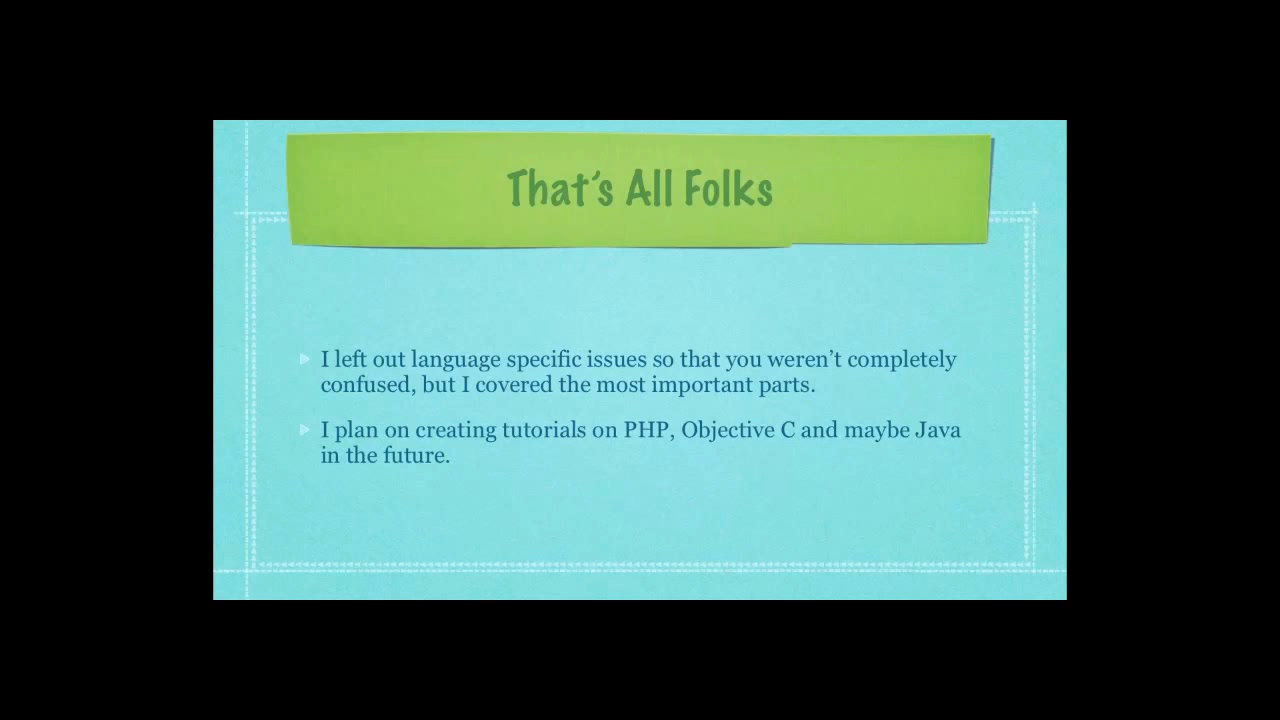 That's All Folks
I left out language specific issues so that you weren't completely
confused, but I covered the most important parts.
I plan on creating tutorials on PHP, Objective C and maybe Java
in the future.